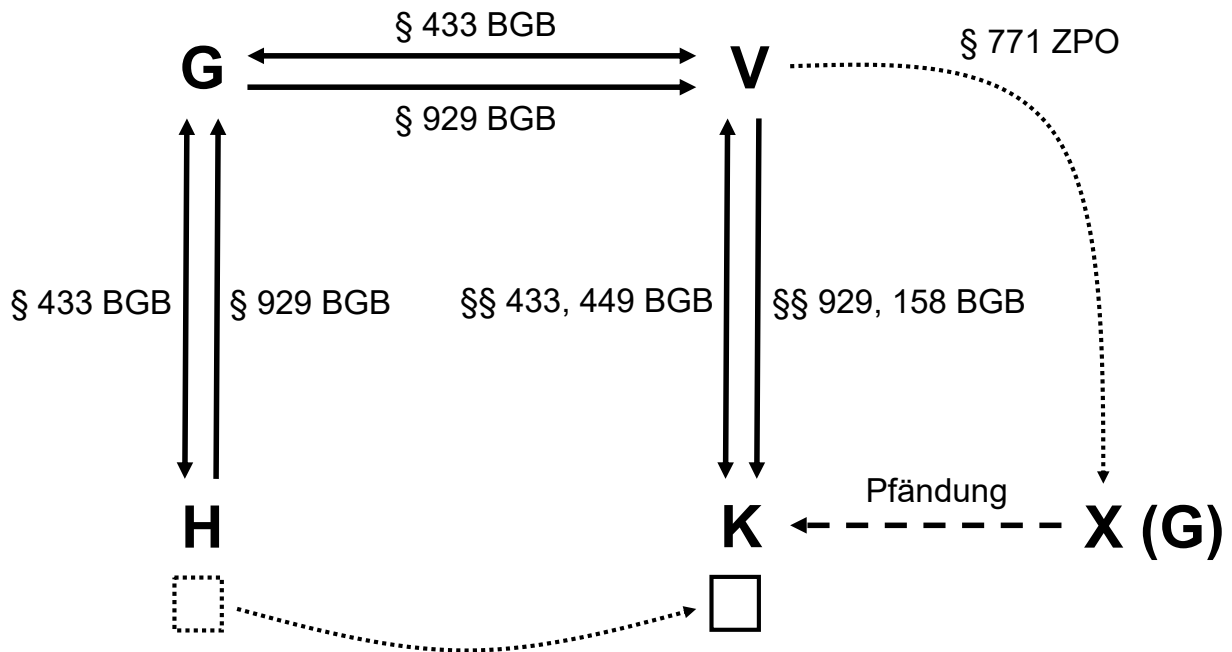 § 433 BGB
G
V
§ 771 ZPO
§ 929 BGB
§ 433 BGB
§ 929 BGB
§§ 433, 449 BGB
§§ 929, 158 BGB
Pfändung
H
K
X (G)